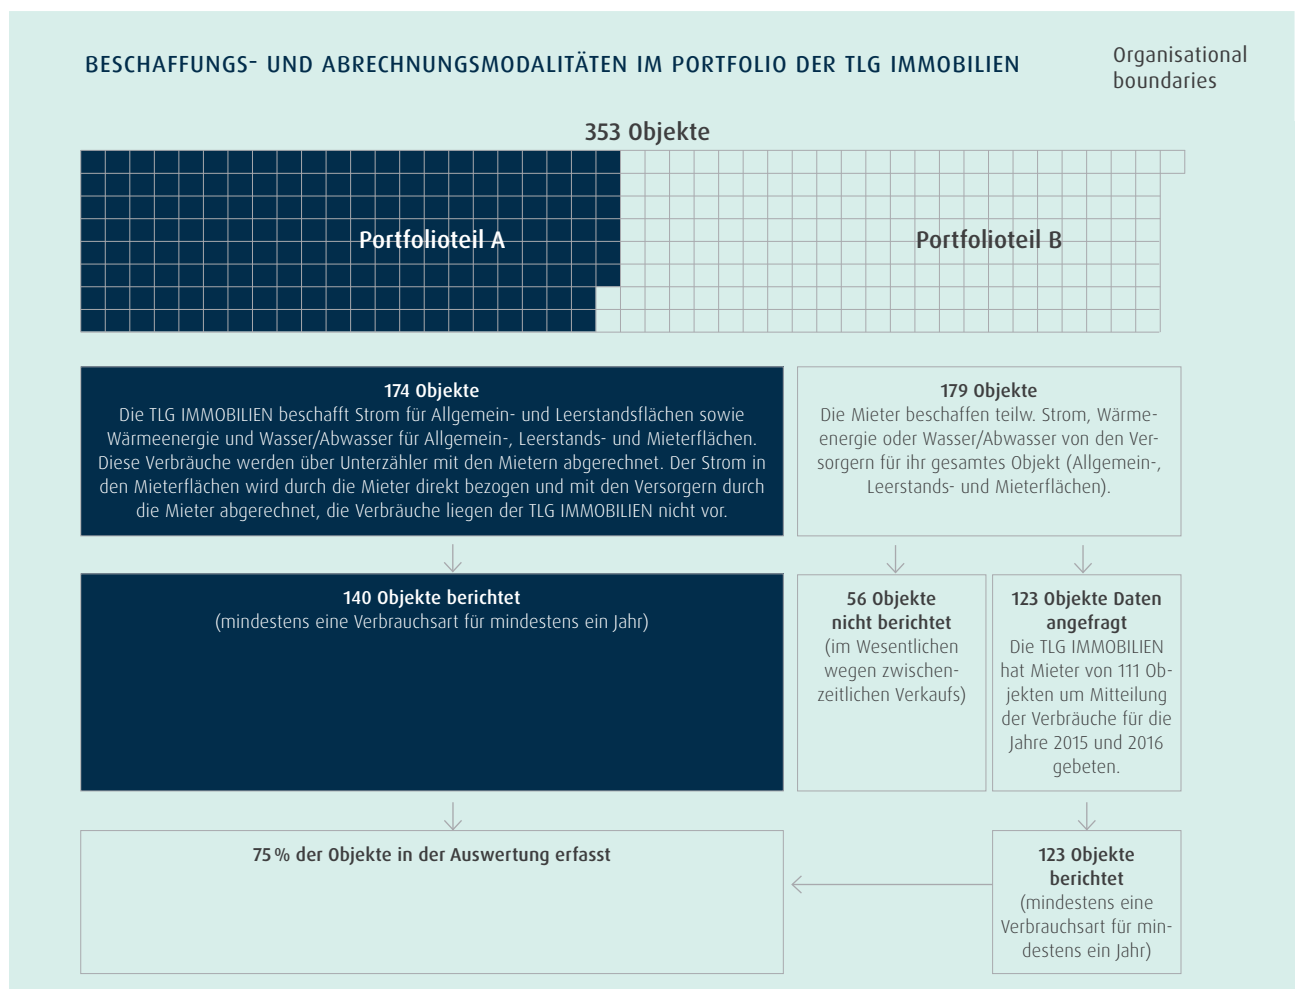 BESCHAFFUNGS- UND ABRECHNUNGSMODALITÄTEN IM PORTFOLIO DER TLG IMMOBILIEN
Organisational
boundaries
353 Objekte
Portfolioteil A
Portfolioteil B
174 Objekte
Die TLG IMMOBILIEN beschafft Strom für Allgemein- und Leerstandsflächen sowie
Wärmeenergie und Wasser/Abwasser für Allgemein-, Leerstands- und Mieterflächen.
Diese Verbräuche werden über Unterzähler mit den Mietern abgerechnet. Der Strom in
den Mieterflächen wird durch die Mieter direkt bezogen und mit den Versorgern durch
die Mieter abgerechnet, die Verbräuche liegen der TLG IMMOBILIEN nicht vor.
179 Objekte
Die Mieter beschaffen teilw. Strom, Wärme-
energie oder Wasser/Abwasser von den Ver-
sorgern für ihr gesamtes Objekt (Allgemein-,
Leerstands- und Mieterflächen).
140 Objekte berichtet
(mindestens eine Verbrauchsart für mindestens ein Jahr)
56 Objekte
nicht berichtet
(im Wesentlichen
wegen zwischen-
zeitlichen Verkaufs)
123 Objekte Daten
angefragt
Die TLG IMMOBILIEN
hat Mieter von 111 Ob-
jekten um Mitteilung
der Verbräuche für die
Jahre 2015 und 2016
gebeten.
75 % der Objekte in der Auswertung erfasst
123 Objekte
berichtet
(mindestens eine
Verbrauchsart für min-
destens ein Jahr)